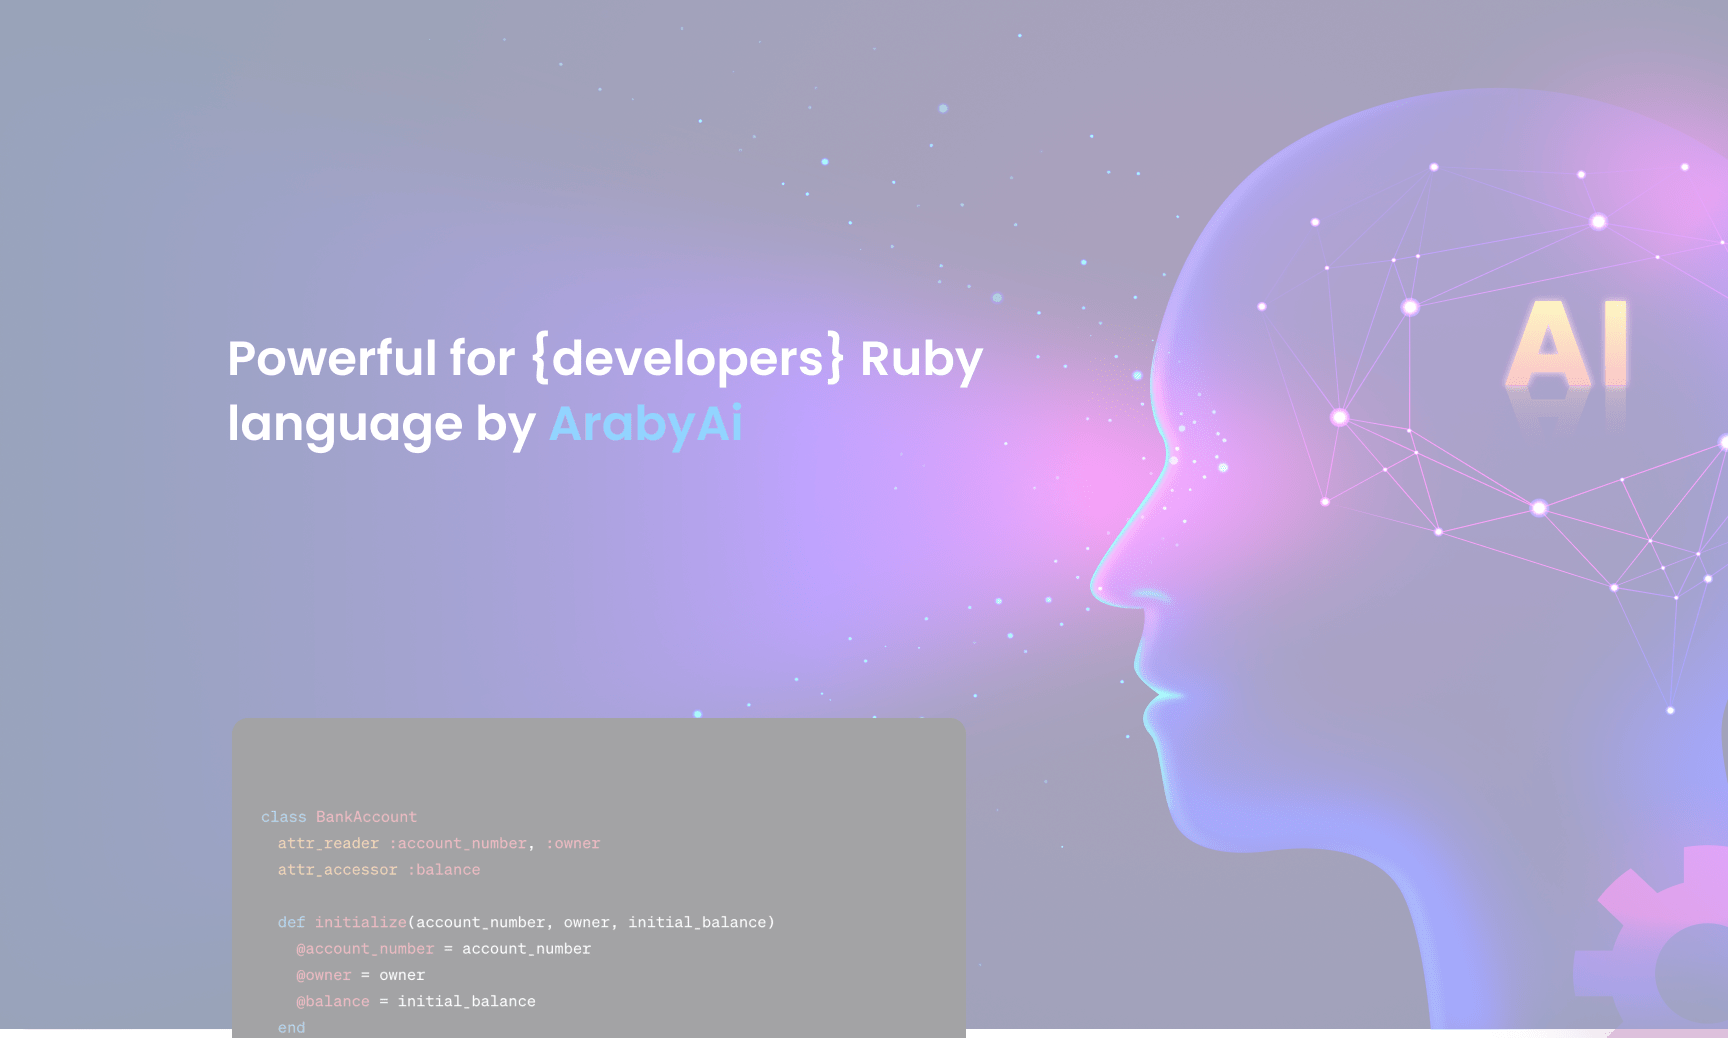 Powerful for {developers} Ruby
language by ArabyAi
AI
class BankAccount
  attr_reader :account_number, :owner
  attr_accessor :balance

  def initialize(account_number, owner, initial_balance)
    @account_number = account_number
    @owner = owner
    @balance = initial_balance
  end